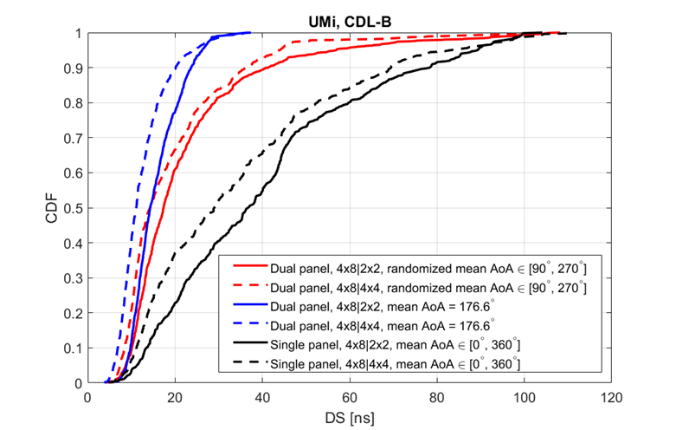 UMi, CDL-B
1
0.9
0.8
0.7
0.6
0.5
0.4
0.3
0.2
0.1
0
CDF
Dual panel, 4x8|2x2, randomized mean AoA ∈ [90°, 270°]
Dual panel, 4x8|4x4, randomized mean AoA ∈ [90°, 270°]
Dual panel, 4x8|2x2, mean AoA = 176.6°
Dual panel, 4x8|4x4, mean AoA = 176.6°
Single panel, 4x8|2x2, mean AoA ∈ [0°, 360°]
Single panel, 4x8|4x4, mean AoA ∈ [0°, 360°]
0 20 40 60 80 100 120
DS [ns]